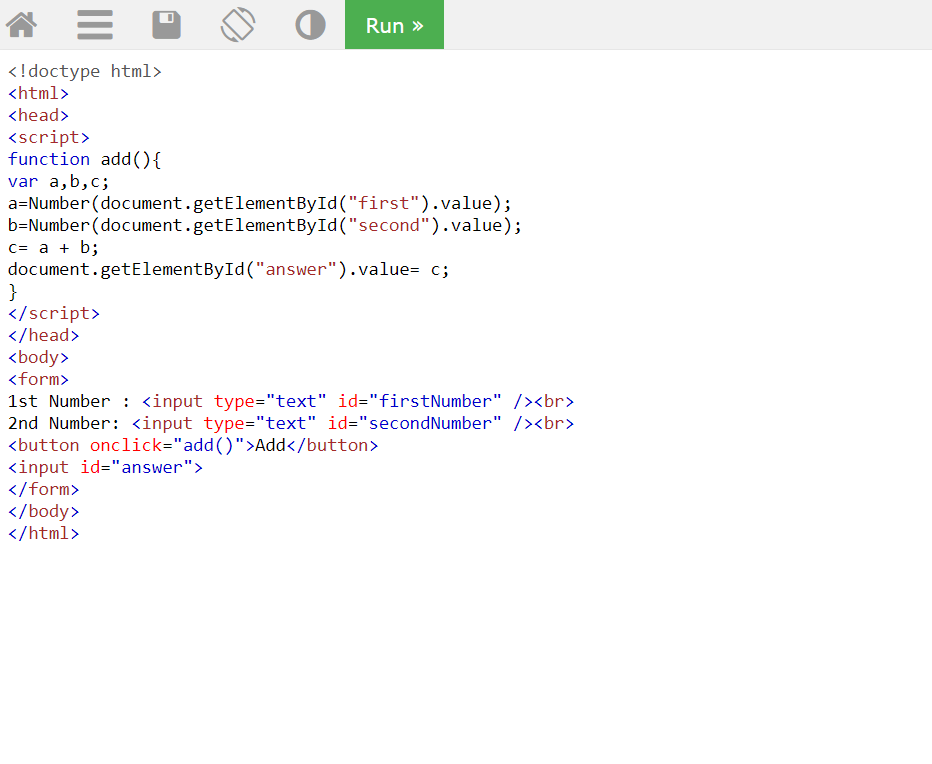 Run »
<!doctype html>
<html>
<head>
<script>
function add(){
var a,b,c;
a=Number(document.getElementById("first").value);
b=Number(document.getElementById("second").value);
c= a + b;
document.getElementById("answer").value= c;
}
</script>
</head>
<body>
<form>
1st Number : <input type="text" id="firstNumber" /><br>
2nd Number: <input type="text" id="secondNumber" /><br>
<button onclick="add()">Add</button>
<input id="answer">
</form>
</body>
</html>